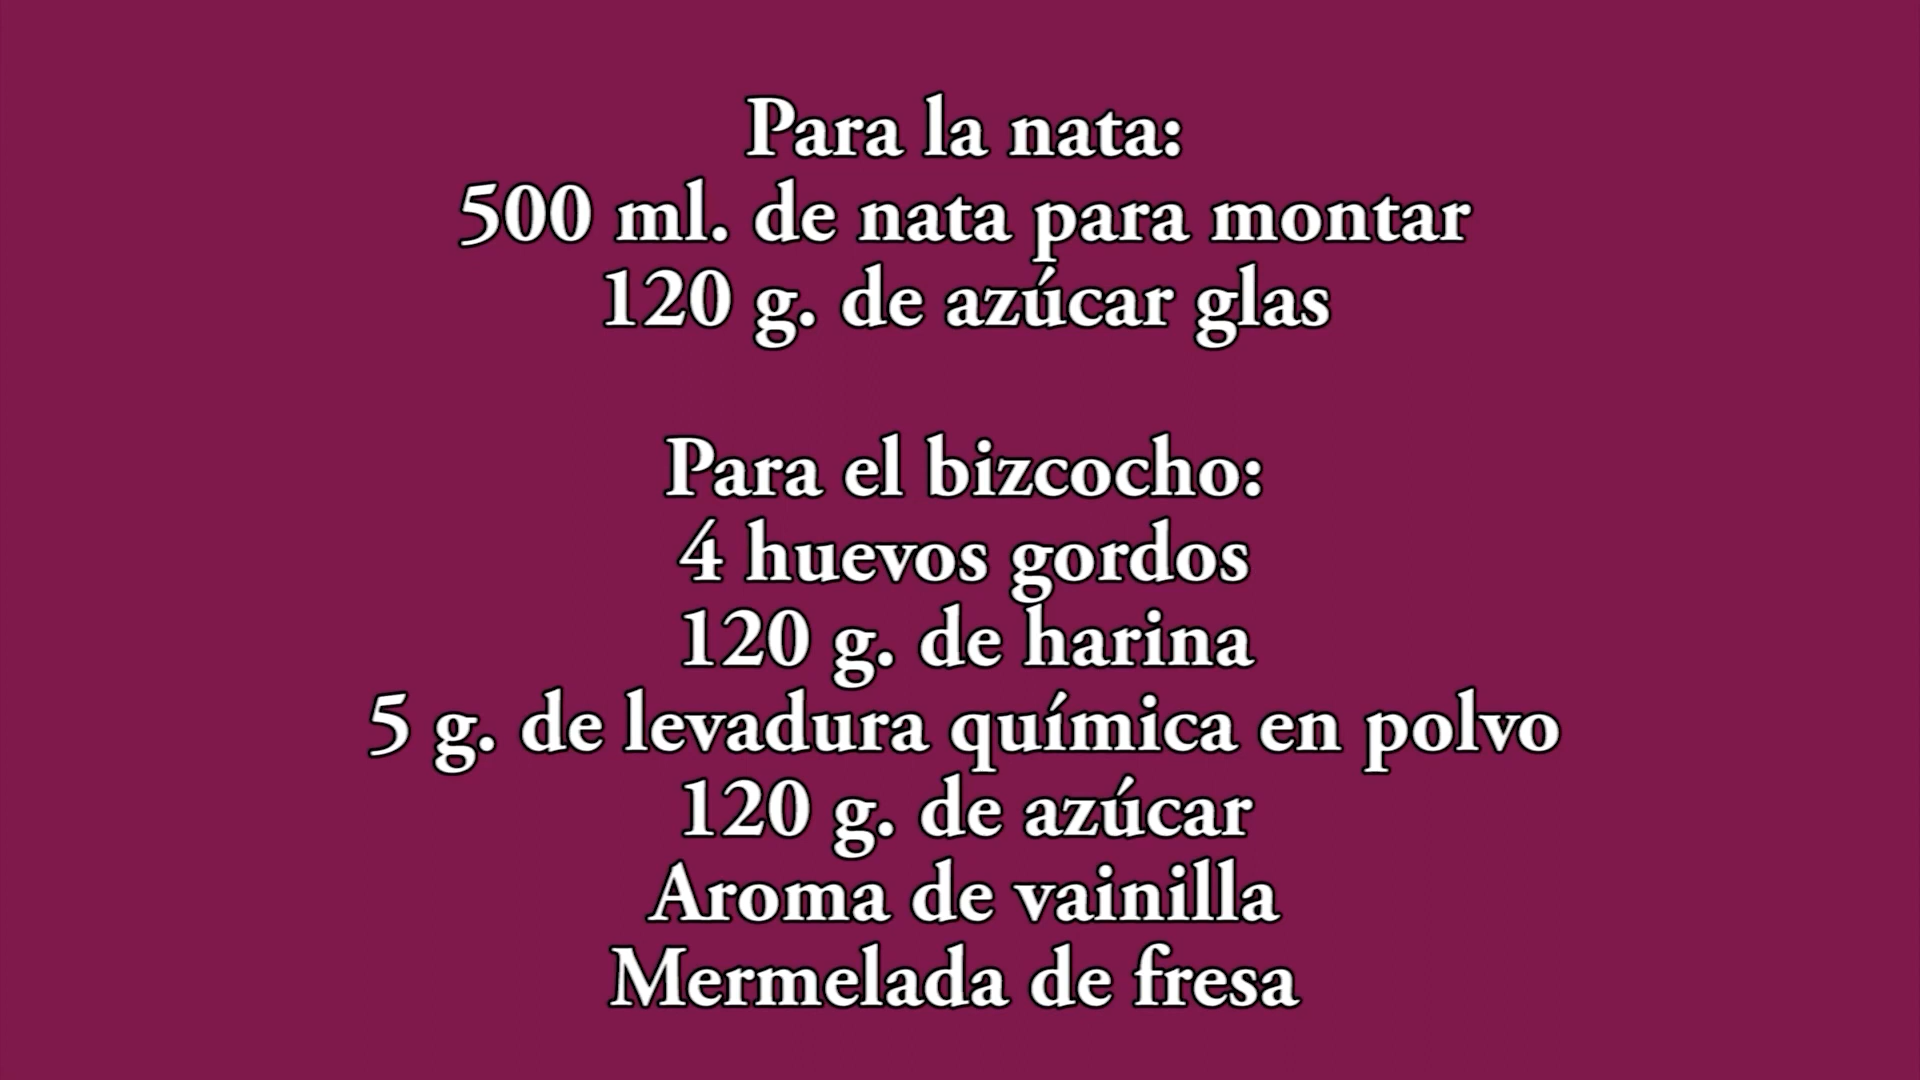 Para la nata:
500 ml. de nata para montar
120 g. de azúcar glas
Para el bizcocho:
4 huevos gordos
120 g. de harina
5 g. de levadura química en polvo
120 g. de azúcar
Aroma de vainilla
Mermelada de fresa